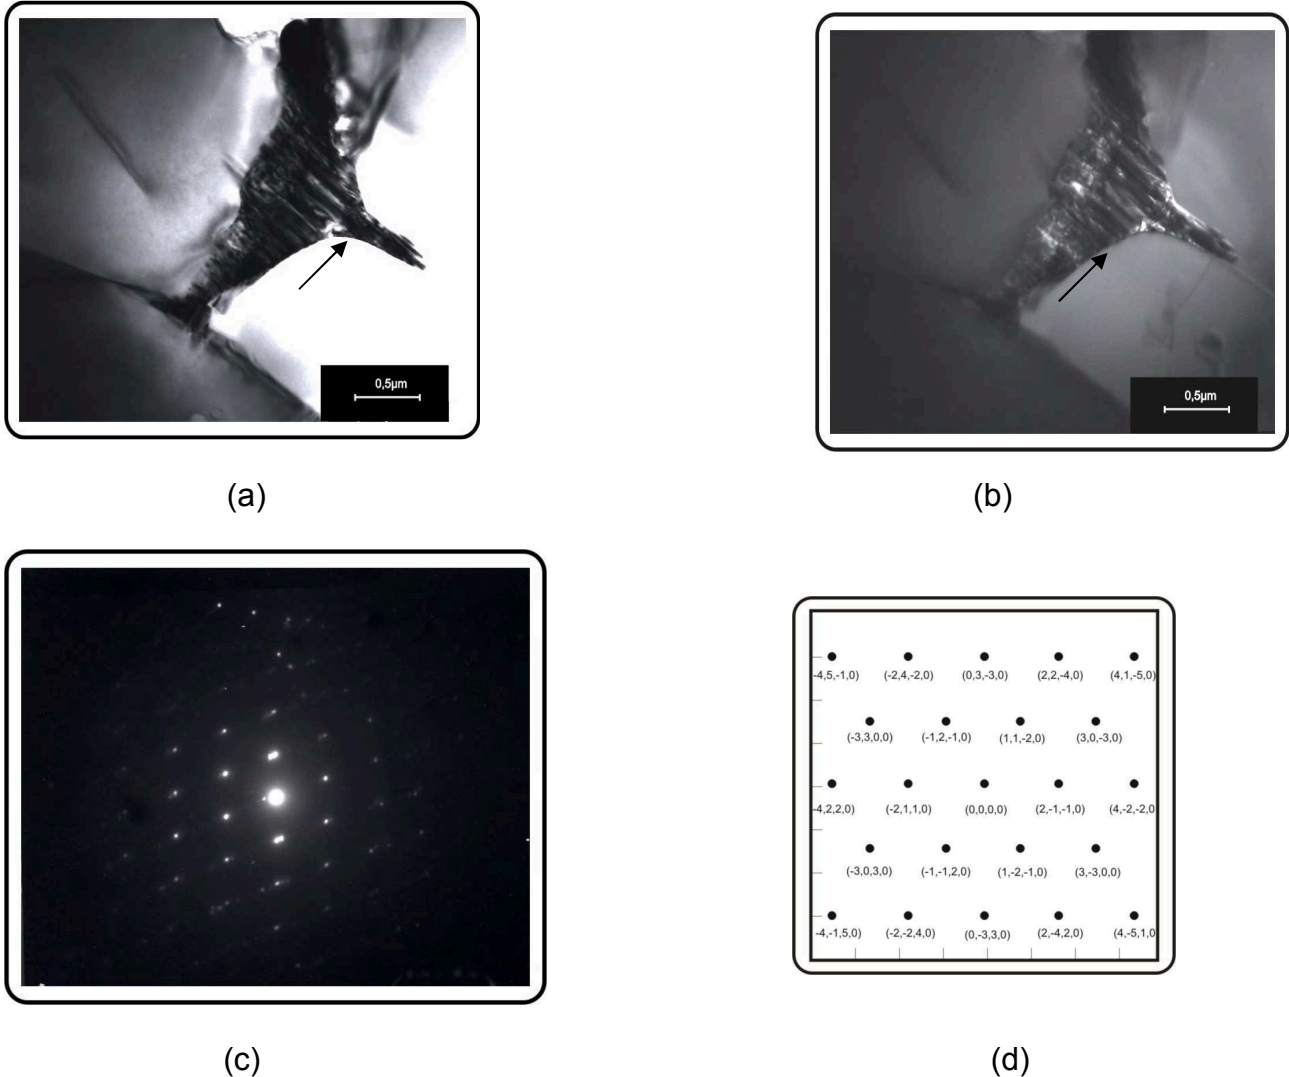 0,5µm
0,5µm
(a)
(b)
-4,5,-1,0) (-2,4,-2,0) (0,3,-3,0) (2,2,-4,0) (4,1,-5,0)
(-3,3,0,0) (-1,2,-1,0) (1,1,-2,0) (3,0,-3,0)
-4,2,2,0) (-2,1,1,0) (0,0,0,0) (2,-1,-1,0) (4,-2,-2,0
(-3,0,3,0) (-1,-1,2,0) (1,-2,-1,0) (3,-3,0,0)
-4,-1,5,0) (-2,-2,4,0) (0,-3,3,0) (2,-4,2,0) (4,-5,1,0
(c)
(d)